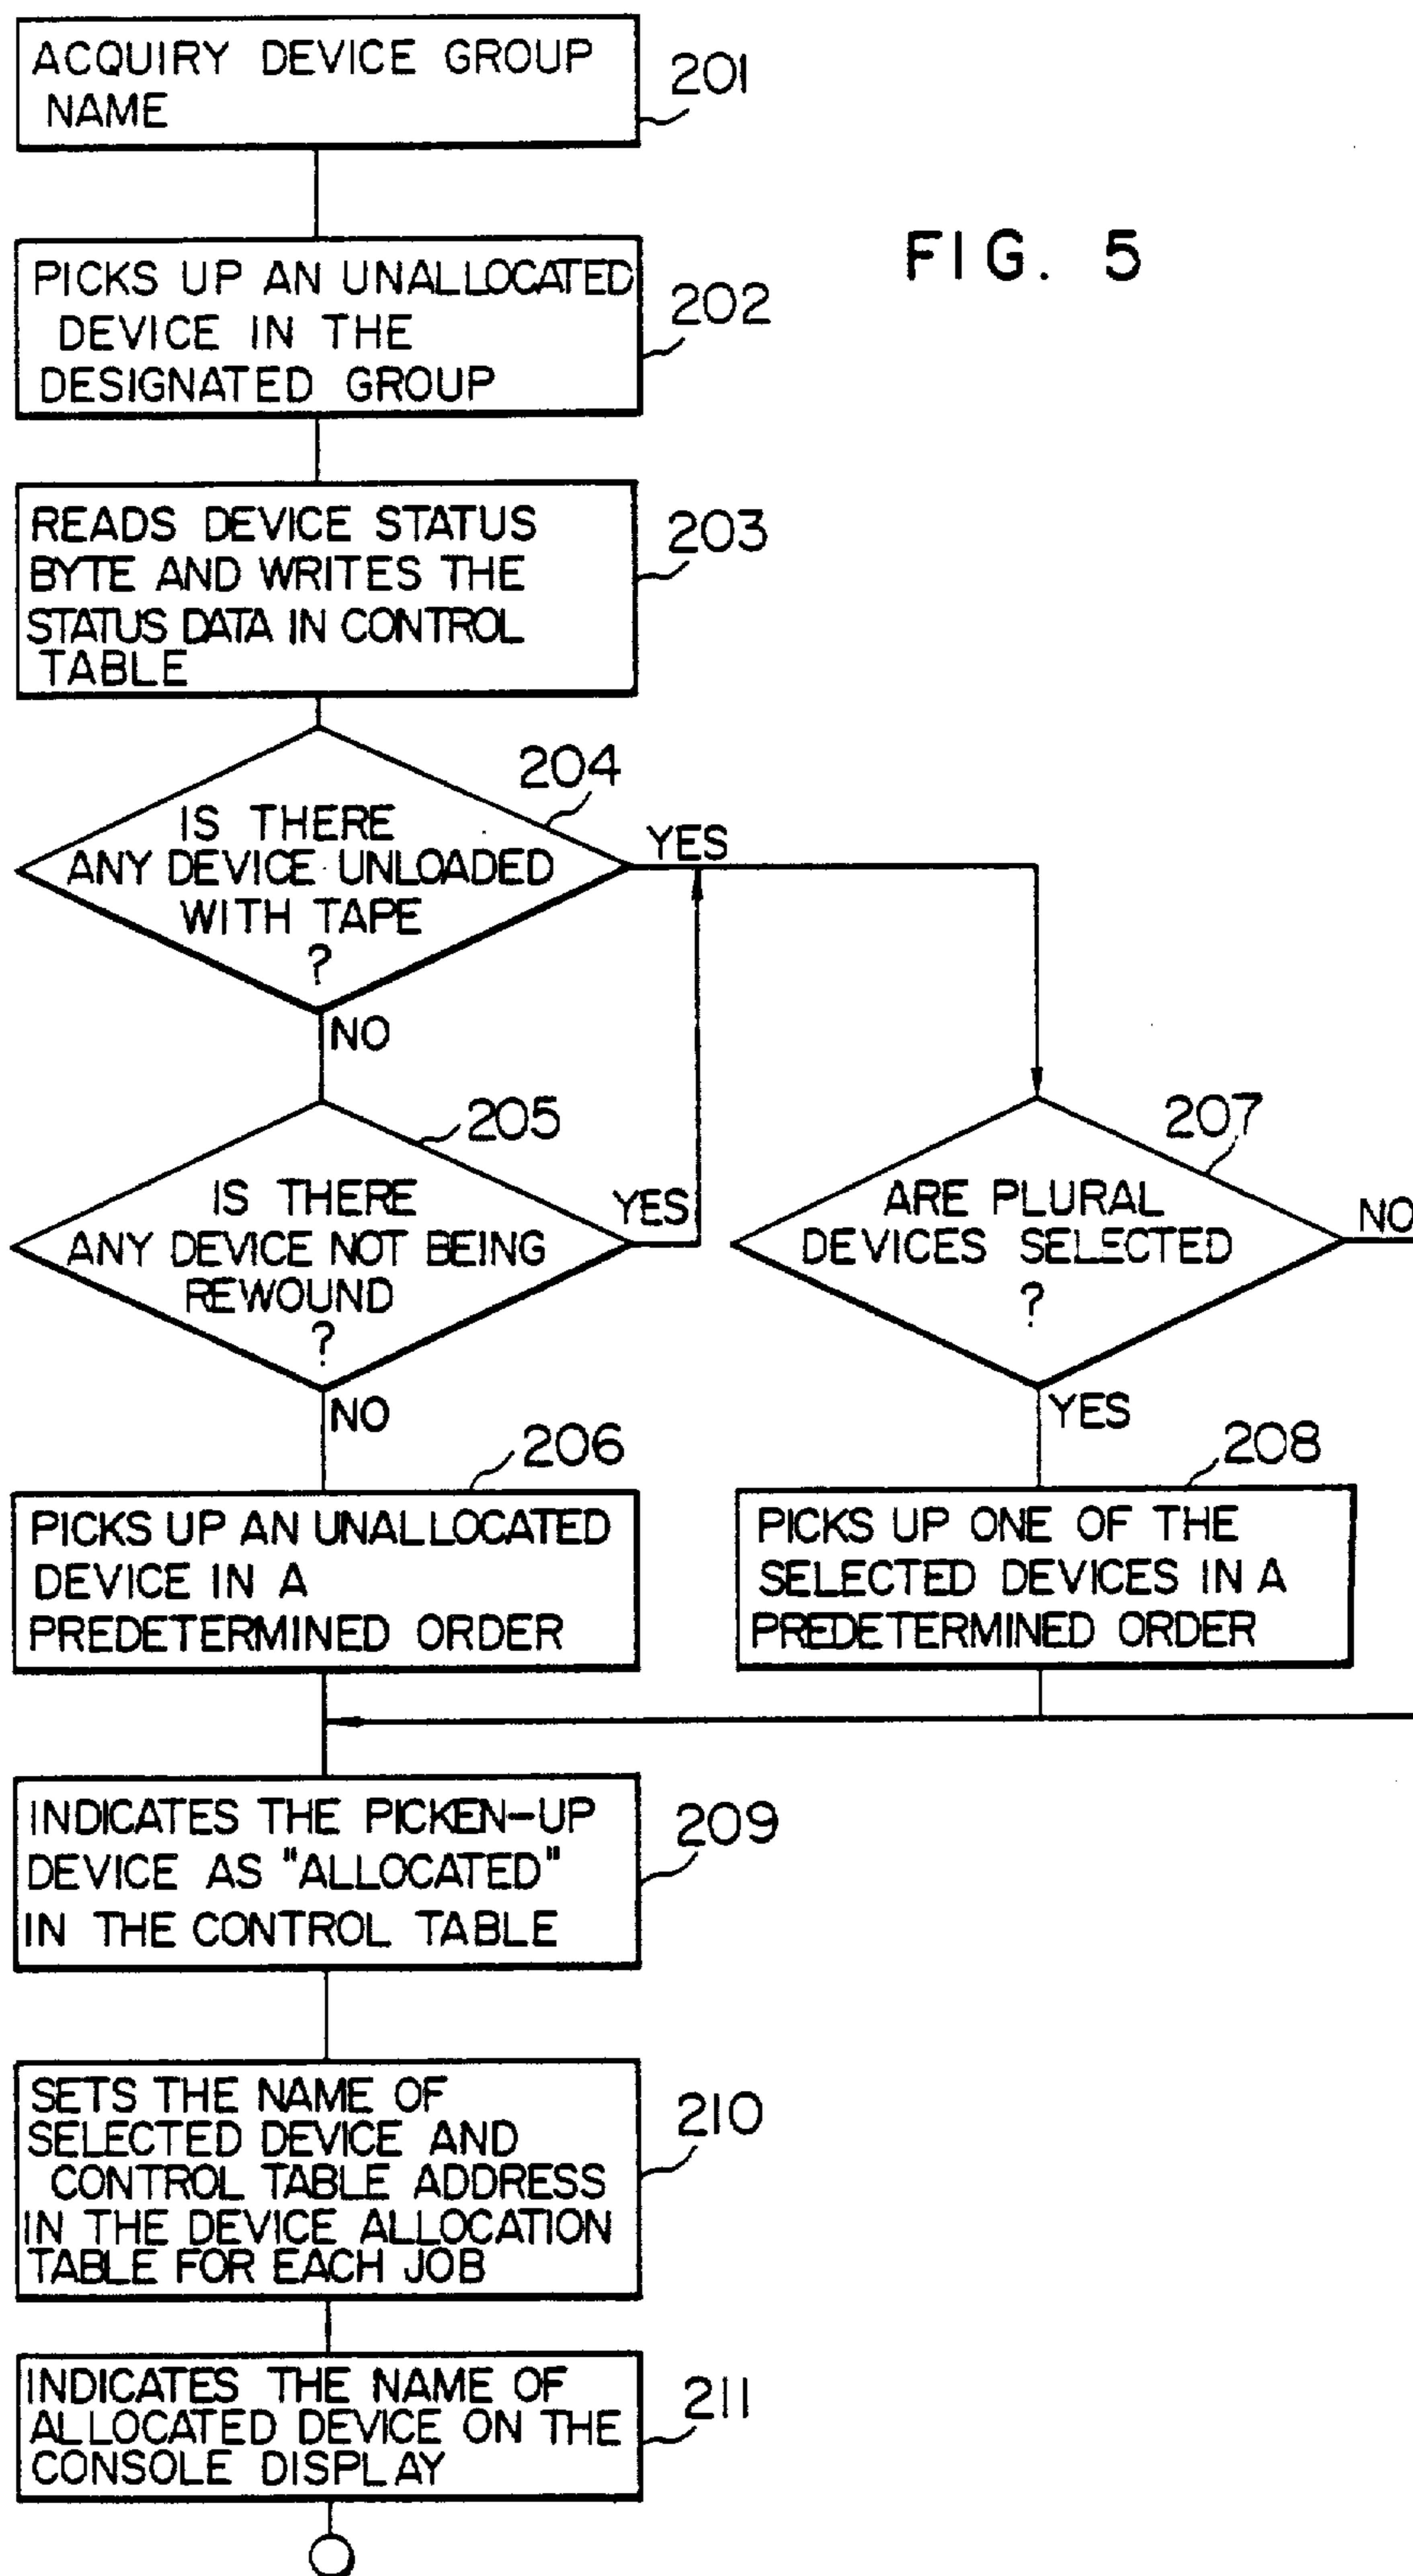 ACQUIRY DEVICE GROUP
NAME
201
FIG. 5
PICKS UP AN UNALLOCATED
DEVICE IN THE
DESIGNATED GROUP
202
READS DEVICE STATUS
BYTE AND WRITES THE
STATUS DATA IN CONTROL
TABLE
203
204
IS THERE
ANY DEVICE UNLOADED
WITH TAPE
?
YES
NO
205
IS THERE
ANY DEVICE NOT BEING
REWOUND
?
YES
NO
207
ARE PLURAL
DEVICES SELECTED
?
NO
YES
206
PICKS UP AN UNALLOCATED
DEVICE IN A
PREDETERMINED ORDER
208
PICKS UP ONE OF THE
SELECTED DEVICES IN A
PREDETERMINED ORDER
INDICATES THE PICKEN-UP
DEVICE AS "ALLOCATED"
IN THE CONTROL TABLE
209
SETS THE NAME OF
SELECTED DEVICE AND
CONTROL TABLE ADDRESS
IN THE DEVICE ALLOCATION
TABLE FOR EACH JOB
210
INDICATES THE NAME OF
ALLOCATED DEVICE ON THE
CONSOLE DISPLAY
211